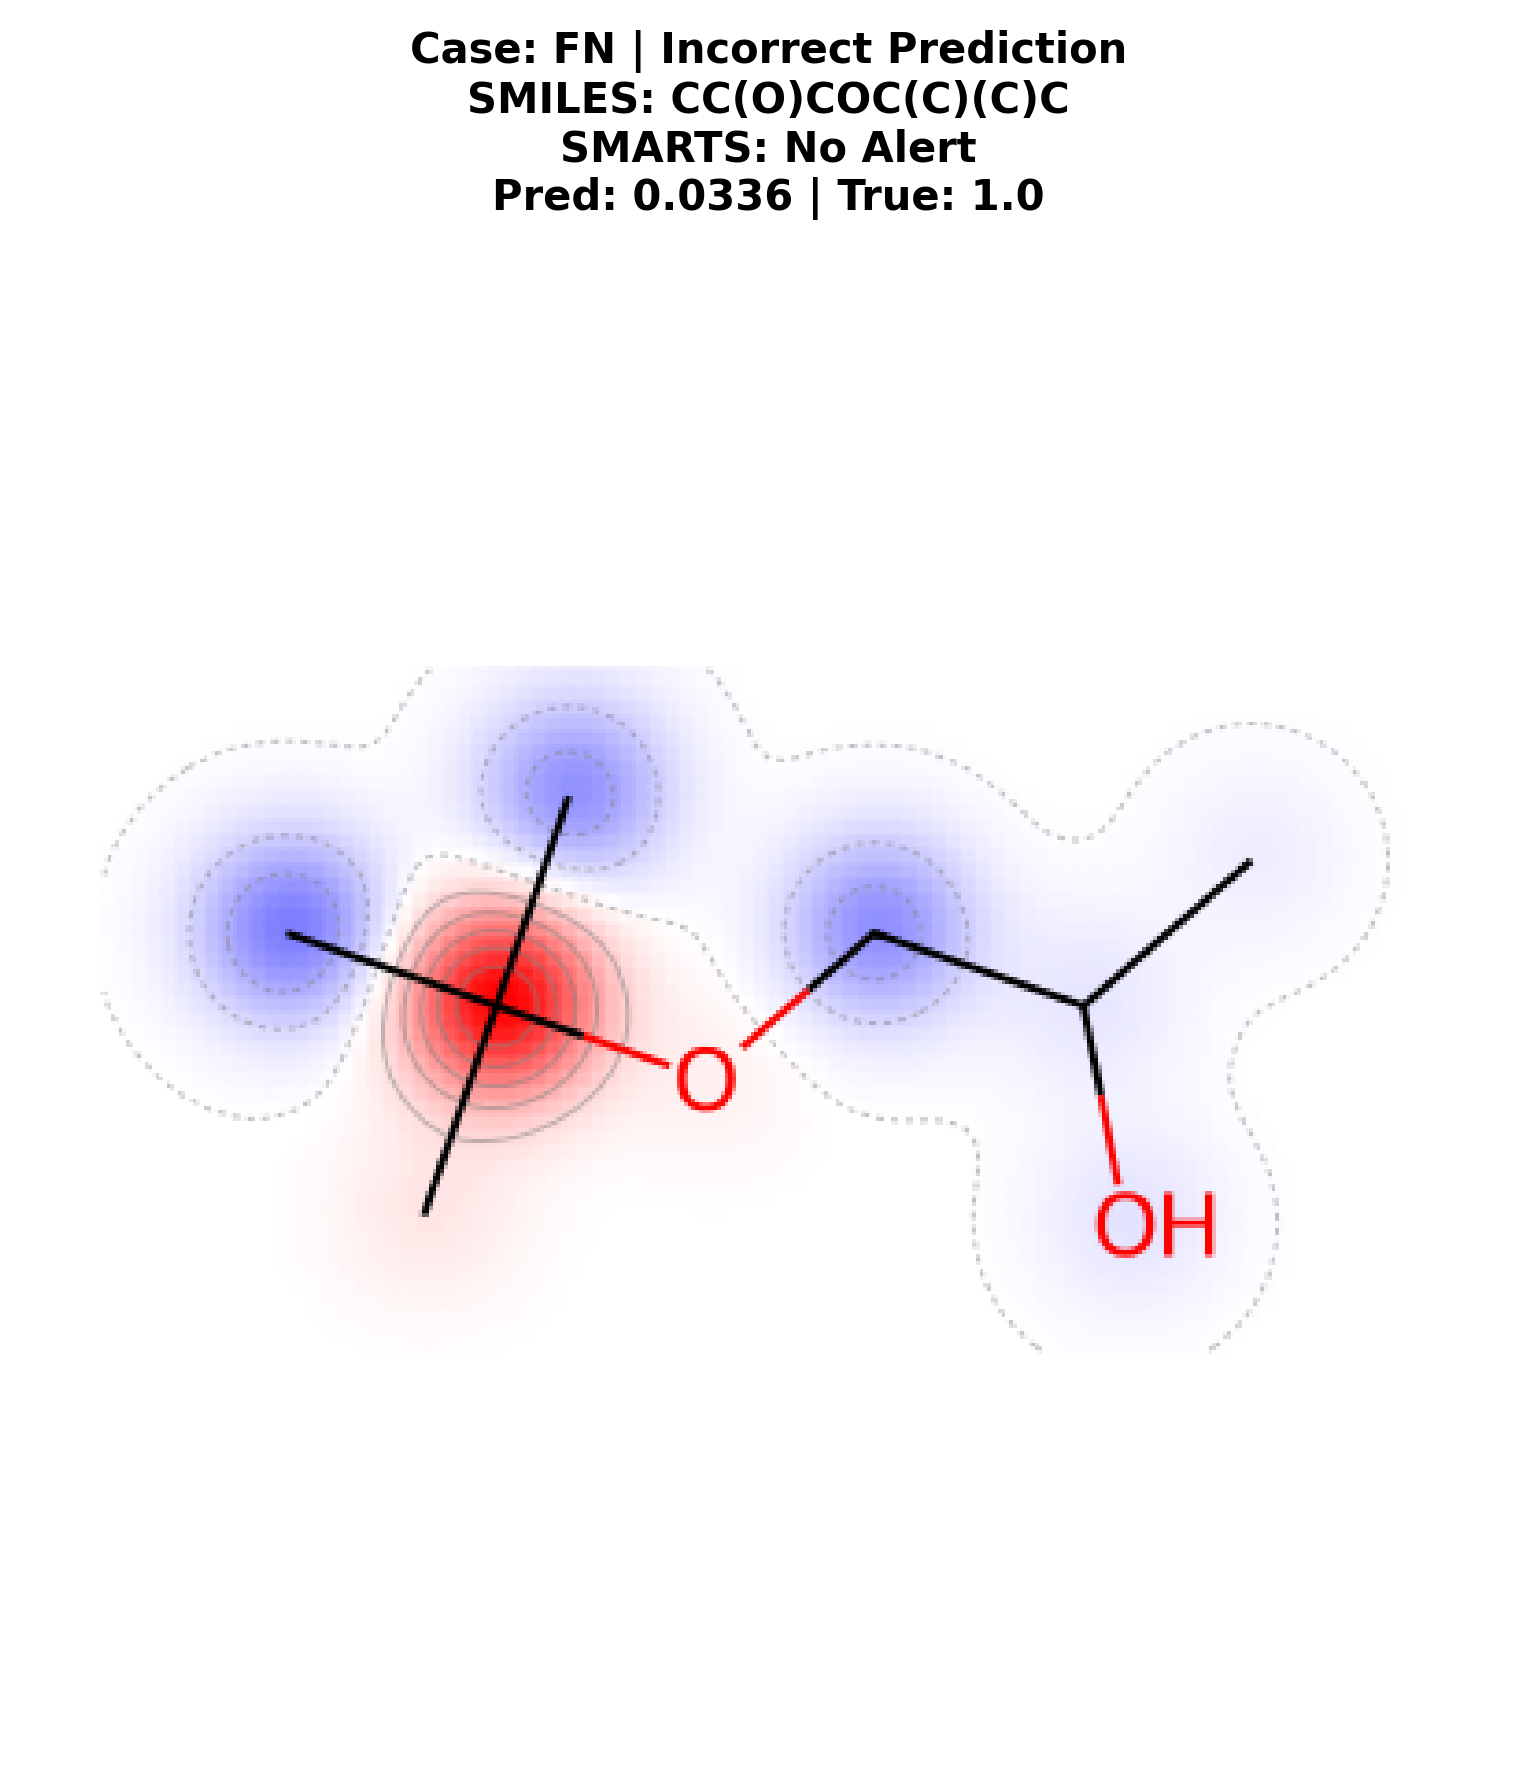 Case: FN | Incorrect Prediction
SMILES: CC(O)COC(C)(C)C
SMARTS: No Alert
Pred: 0.0336 | True: 1.0
O
OH